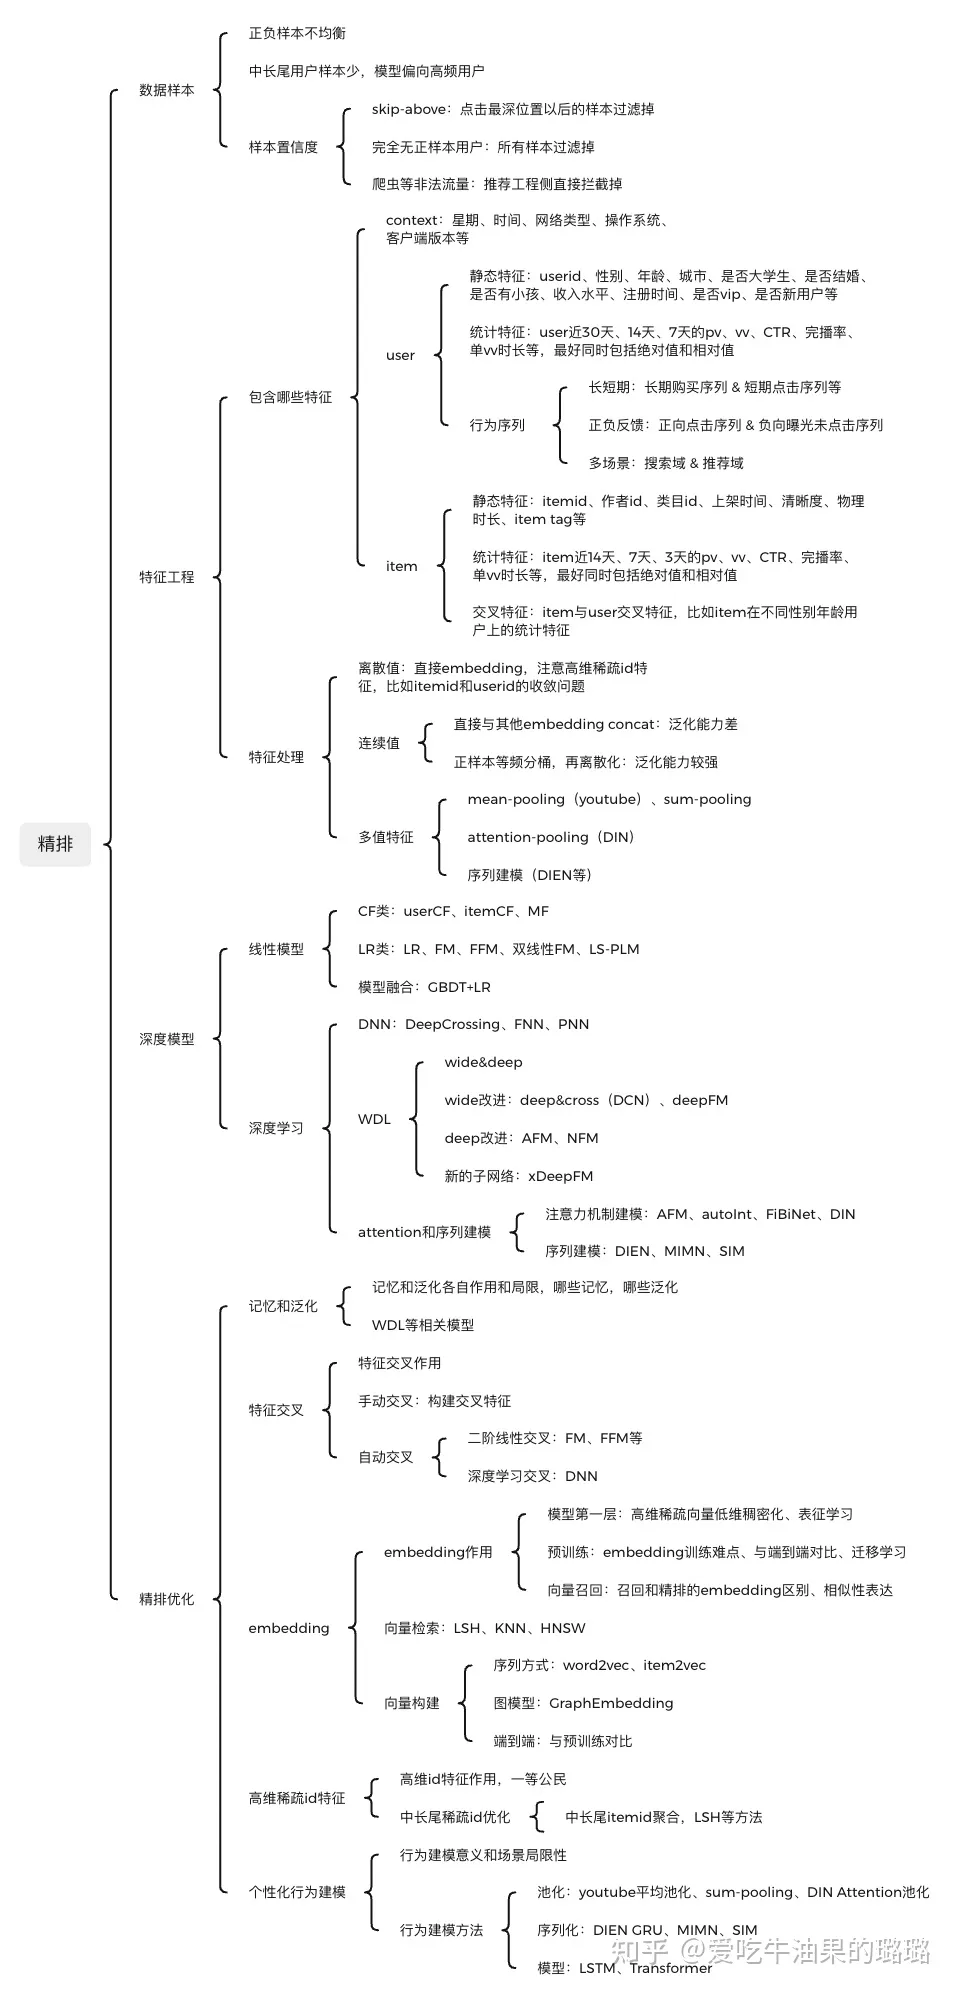 精排
数据样本
正负样本不均衡
中长尾用户样本少，模型偏向高频用户
样本置信度
skip-above：点击最深位置以后的样本过滤掉
完全无正样本用户：所有样本过滤掉
爬虫等非法流量：推荐工程侧直接拦截掉
特征工程
包含哪些特征
context：星期、时间、网络类型、操作系统、
客户端版本等
user
静态特征：userid、性别、年龄、城市、是否大学生、是否结婚、
是否有小孩、收入水平、注册时间、是否vip、是否新用户等
统计特征：user近30天、14天、7天的pv、vv、CTR、完播率、
单vv时长等，最好同时包括绝对值和相对值
行为序列
长短期：长期购买序列 & 短期点击序列等
正负反馈：正向点击序列 & 负向曝光未点击序列
多场景：搜索域 & 推荐域
item
静态特征：itemid、作者id、类目id、上架时间、清晰度、物理
时长、item tag等
统计特征：item近14天、7天、3天的pv、vv、CTR、完播率、
单vv时长等，最好同时包括绝对值和相对值
交叉特征：item与user交叉特征，比如item在不同性别年龄用
户上的统计特征
特征处理
离散值：直接embedding，注意高维稀疏id特
征，比如itemid和userid的收敛问题
连续值
直接与其他embedding concat：泛化能力差
正样本等频分桶，再离散化：泛化能力较强
多值特征
mean-pooling（youtube）、sum-pooling
attention-pooling（DIN）
序列建模（DIEN等）
深度模型
线性模型
CF类：userCF、itemCF、MF
LR类：LR、FM、FFM、双线性FM、LS-PLM
模型融合：GBDT+LR
深度学习
DNN：DeepCrossing、FNN、PNN
WDL
wide&deep
wide改进：deep&cross（DCN）、deepFM
deep改进：AFM、NFM
新的子网络：xDeepFM
attention和序列建模
注意力机制建模：AFM、autoInt、FiBiNet、DIN
序列建模：DIEN、MIMN、SIM
精排优化
记忆和泛化
记忆和泛化各自作用和局限，哪些记忆，哪些泛化
WDL等相关模型
特征交叉
特征交叉作用
手动交叉：构建交叉特征
自动交叉
二阶线性交叉：FM、FFM等
深度学习交叉：DNN
embedding
embedding作用
模型第一层：高维稀疏向量低维稠密化、表征学习
预训练：embedding训练难点、与端到端对比、迁移学习
向量召回：召回和精排的embedding区别、相似性表达
向量检索：LSH、KNN、HNSW
向量构建
序列方式：word2vec、item2vec
图模型：GraphEmbedding
端到端：与预训练对比
高维稀疏id特征
高维id特征作用，一等公民
中长尾稀疏id优化
中长尾itemid聚合，LSH等方法
个性化行为建模
行为建模意义和场景局限性
行为建模方法
池化：youtube平均池化、sum-pooling、DIN Attention池化
序列化：DIEN GRU、MIMN、SIM
模型：LSTM、Transformer
知乎 @爱吃牛油果的璐璐